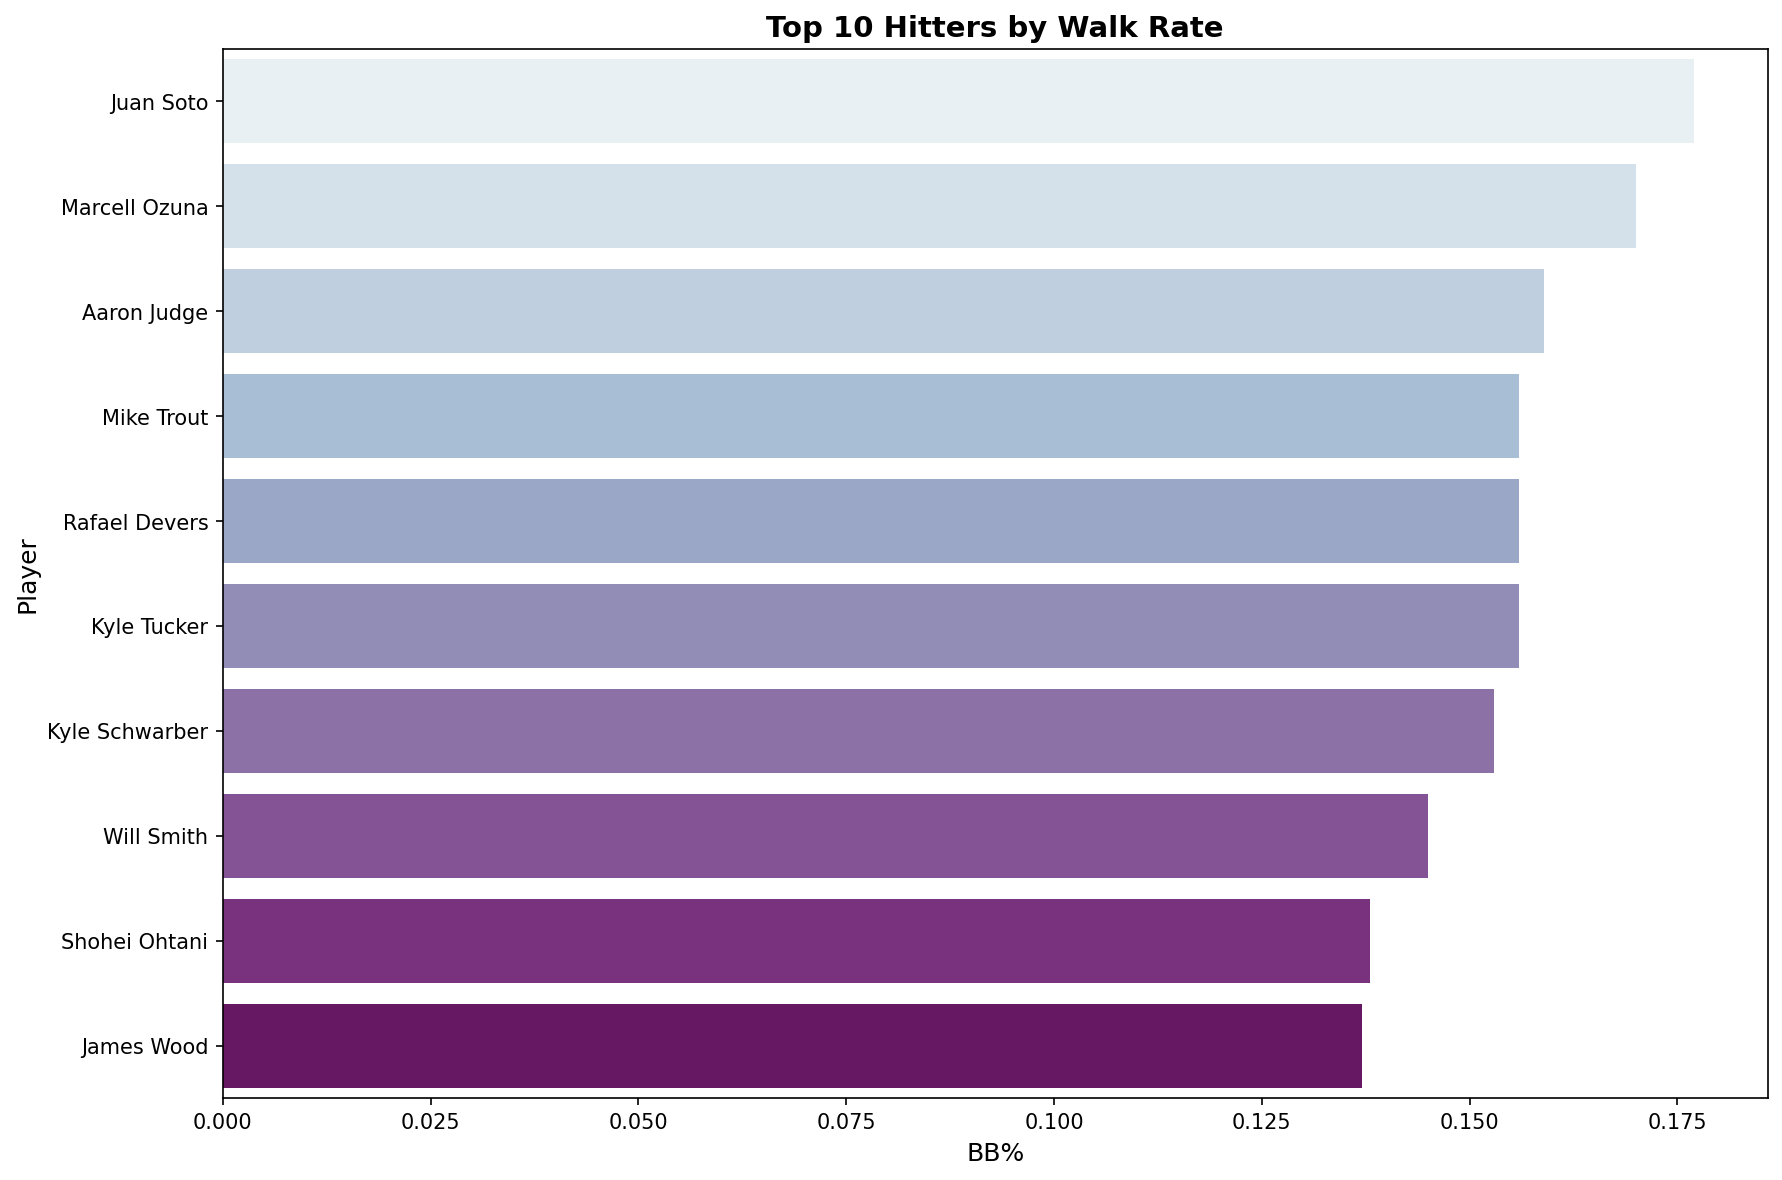 Top 10 Hitters by Walk Rate
Juan Soto
Marcell Ozuna
Aaron Judge
Mike Trout
Rafael Devers
Kyle Tucker
Kyle Schwarber
Will Smith
Shohei Ohtani
James Wood
Player
0.000 0.025 0.050 0.075 0.100 0.125 0.150 0.175
BB%